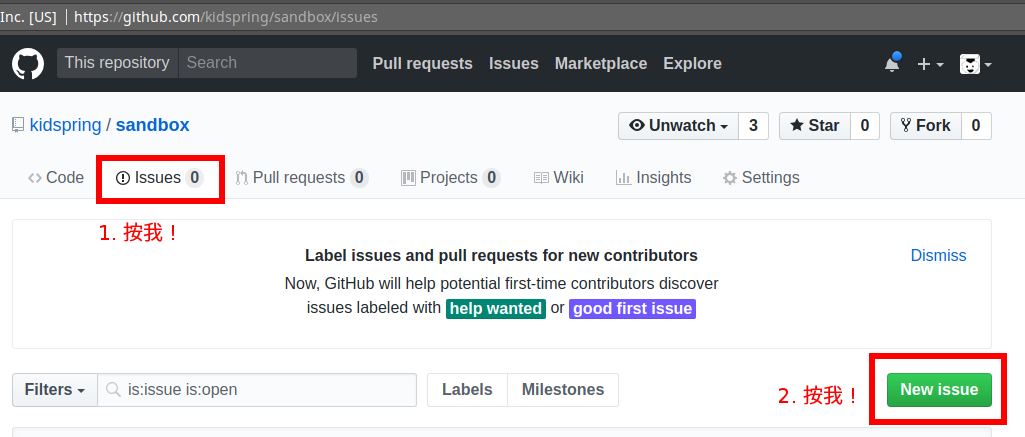 Inc. [US] | https://github.com/kidspring/sandbox/issues
This repository Search Pull requests Issues Marketplace Explore
kidspring / sandbox Unwatch 3 Star 0 Fork 0
Code Issues 0 Pull requests 0 Projects 0 Wiki Insights Settings
1. 按我！
Label issues and pull requests for new contributors Dismiss
Now, GitHub will help potential first-time contributors discover
issues labeled with help wanted or good first issue
Filters is:issue is:open Labels Milestones 2. 按我！ New issue